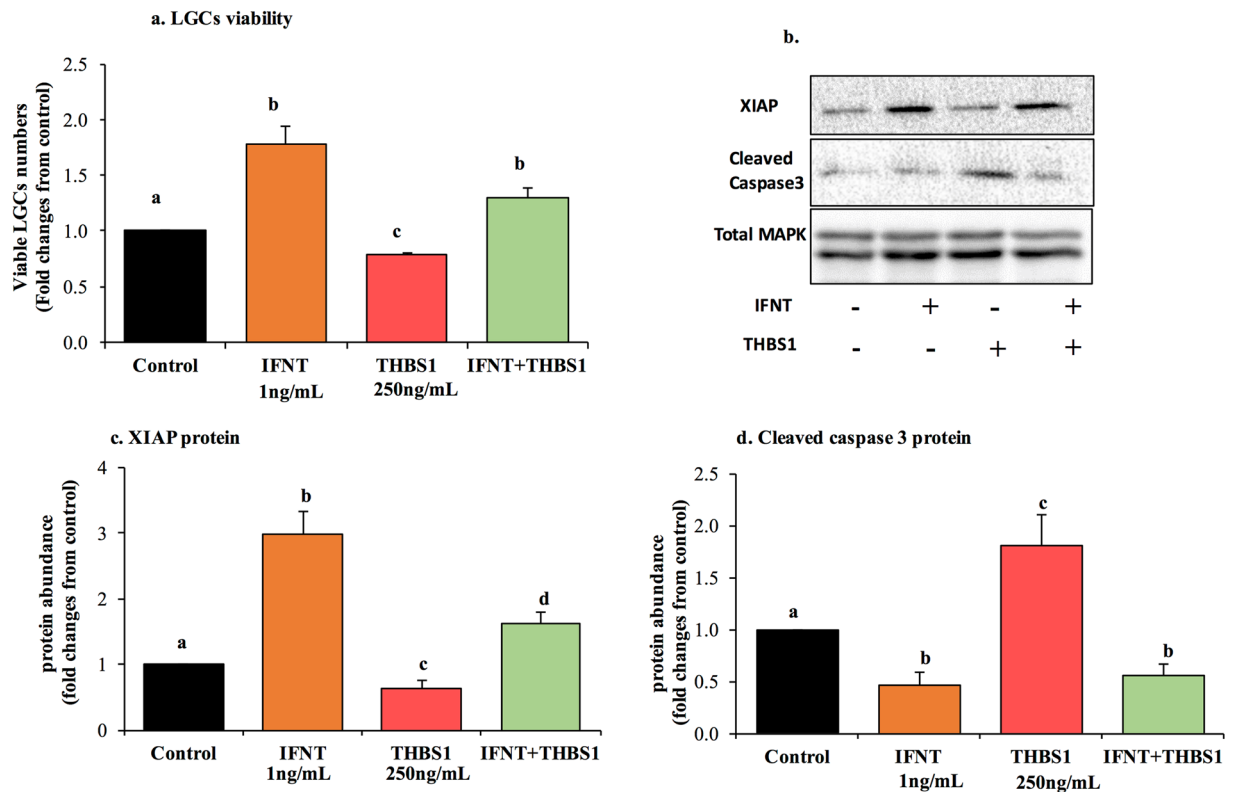 a. LGCs viability
Viable LGCs numbers
(Fold changes from control)
2.5
2.0
1.5
1.0
0.5
0.0
a
b
c
b
Control
IFNT
1ng/mL
THBS1
250ng/mL
IFNT+THBS1
b.
XIAP
Cleaved
Caspase3
Total MAPK
IFNT - + - +
THBS1 - - + +
c. XIAP protein
protein abundance
(fold changes from control)
4
3
2
1
0
a
b
c
d
Control
IFNT
1ng/mL
THBS1
250ng/mL
IFNT+THBS1
d. Cleaved caspase 3 protein
protein abundance
(fold changes from control)
2.5
2.0
1.5
1.0
0.5
0.0
a
b
c
b
Control
IFNT
1ng/mL
THBS1
250ng/mL
IFNT+THBS1